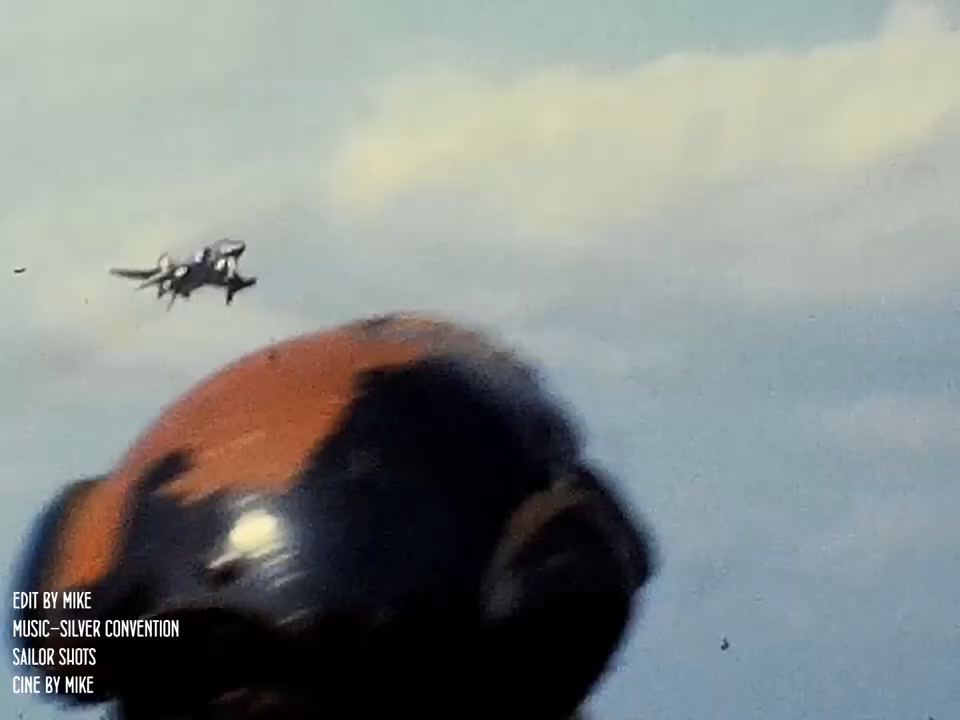 EDIT BY MIKE
MUSIC-SILVER CONVENTION
SAILOR SHOTS
CINE BY MIKE